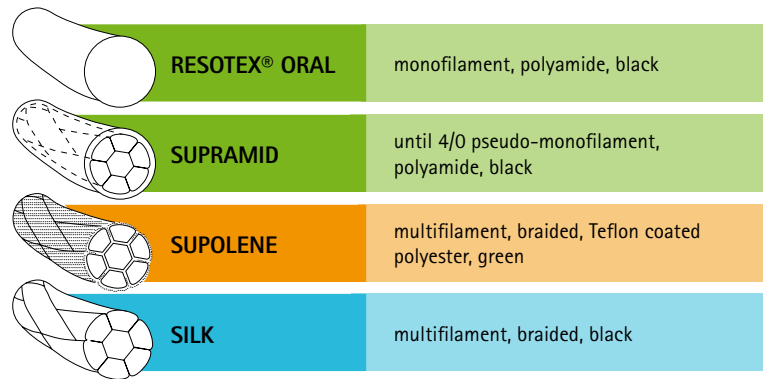 RESOTEX® ORAL
monofilament, polyamide, black
SUPRAMID
until 4/0 pseudo-monofilament,
polyamide, black
SUPOLENE
multifilament, braided, Teflon coated
polyester, green
SILK
multifilament, braided, black